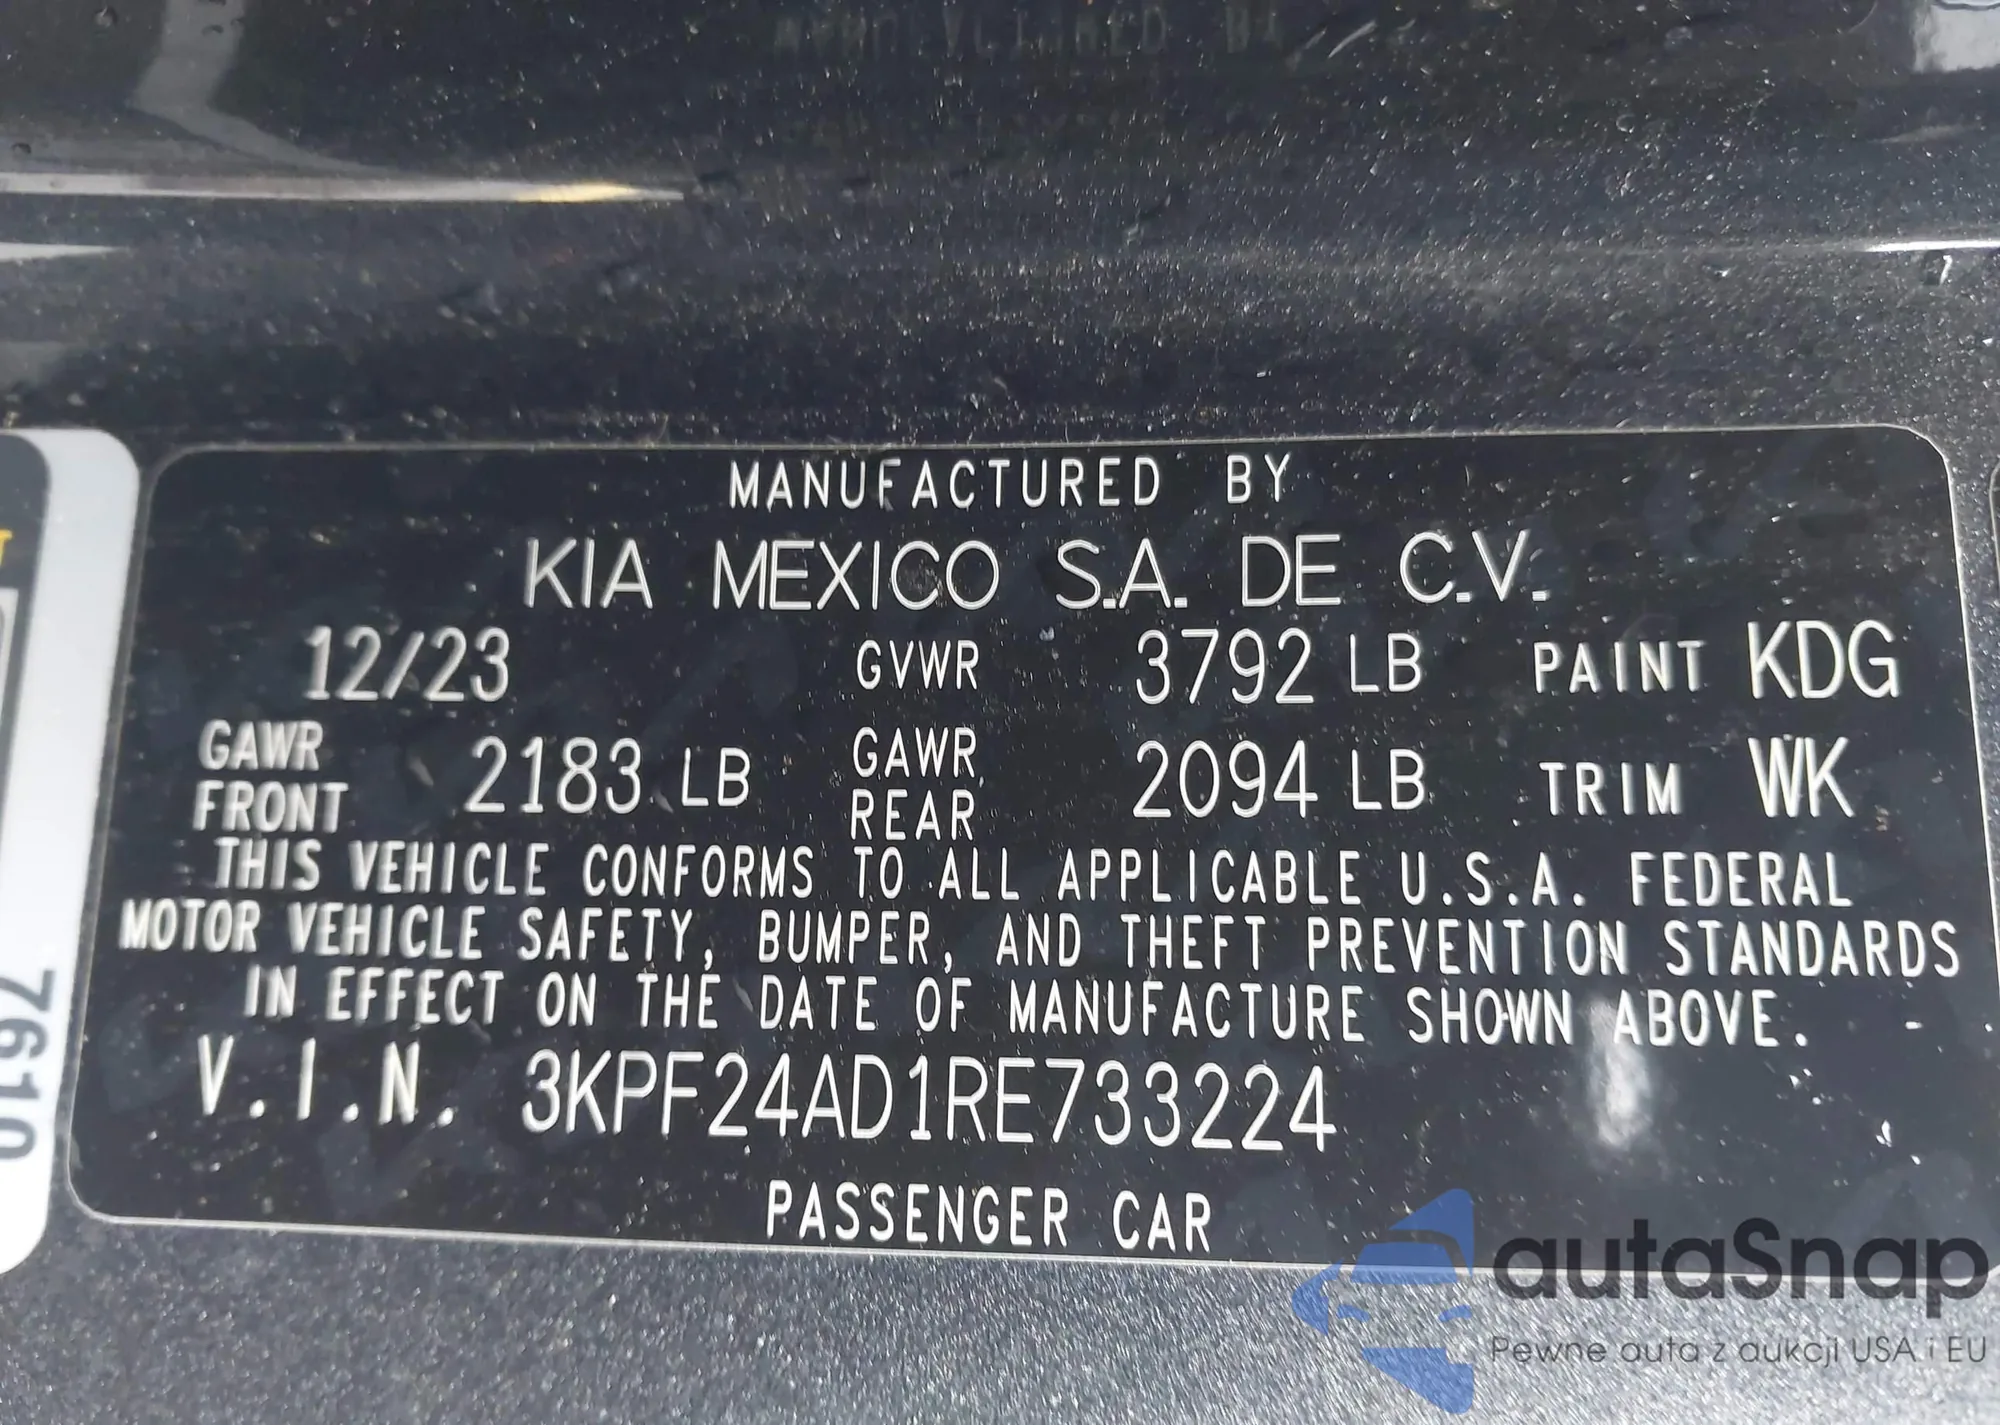 MANUFACTURED BY
KIA MEXICO S.A. DE C.V.
12/23 GVWR 3792 LB PAINT KDG
GAWR FRONT 2183 LB GAWR REAR 2094 LB TRIM WK
THIS VEHICLE CONFORMS TO ALL APPLICABLE U.S.A. FEDERAL
MOTOR VEHICLE SAFETY, BUMPER, AND THEFT PREVENTION STANDARDS
IN EFFECT ON THE DATE OF MANUFACTURE SHOWN ABOVE.
V.I.N. 3KPF24AD1RE733224
PASSENGER CAR
7610
autaSnap
Pewne auta z aukcji USA i EU